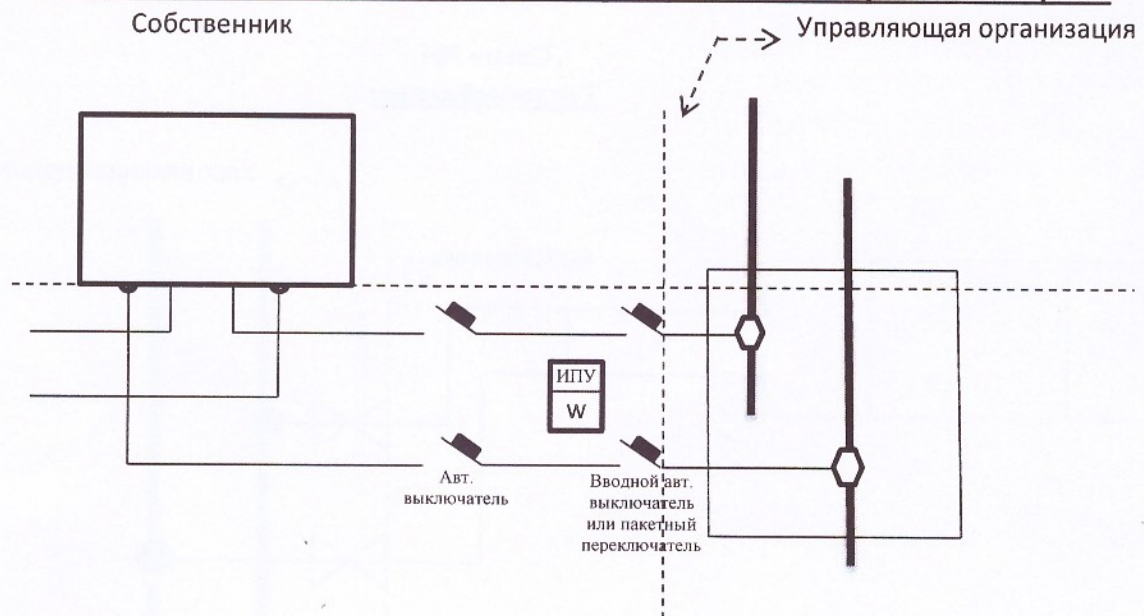 Собственник
Управляющая организация
ИПУ
W
Авт.
выключатель
Вводной авт.
выключатель
или пакетный
переключатель